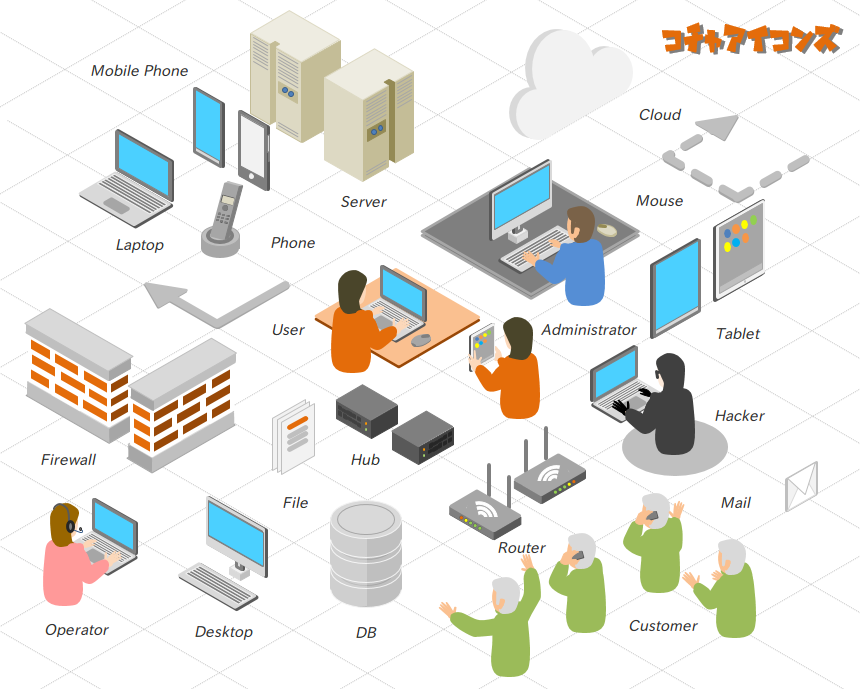 コチャアイコンズ
Mobile Phone
Cloud
Server
Mouse
Laptop
Phone
User
Administrator
Tablet
Hacker
Firewall
Hub
File
Mail
Router
Operator
Desktop
DB
Customer